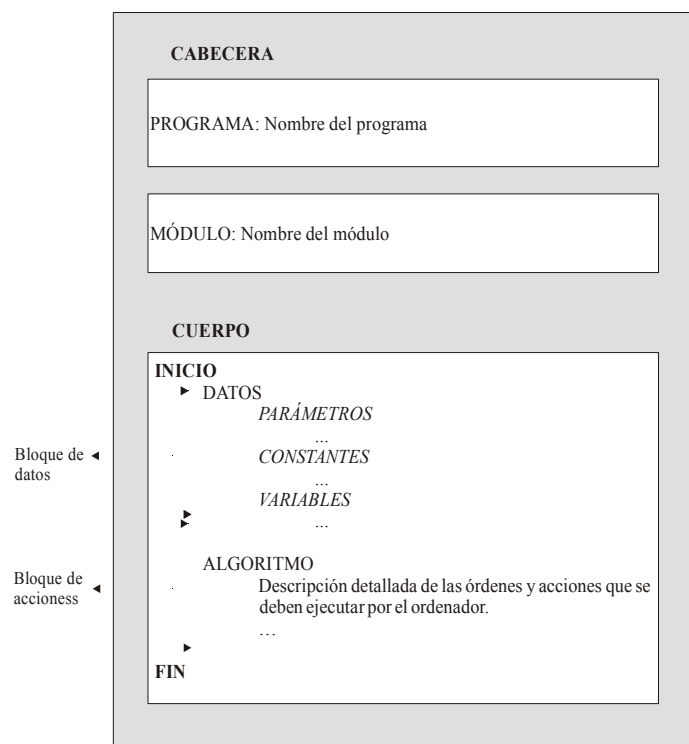 CABECERA
PROGRAMA: Nombre del programa
MÓDULO: Nombre del módulo
CUERPO
INICIO
DATOS
PARÁMETROS
...
CONSTANTES
...
VARIABLES
...
Bloque de
datos
ALGORITMO
Descripción detallada de las órdenes y acciones que se
deben ejecutar por el ordenador.
...
Bloque de
accioness
FIN